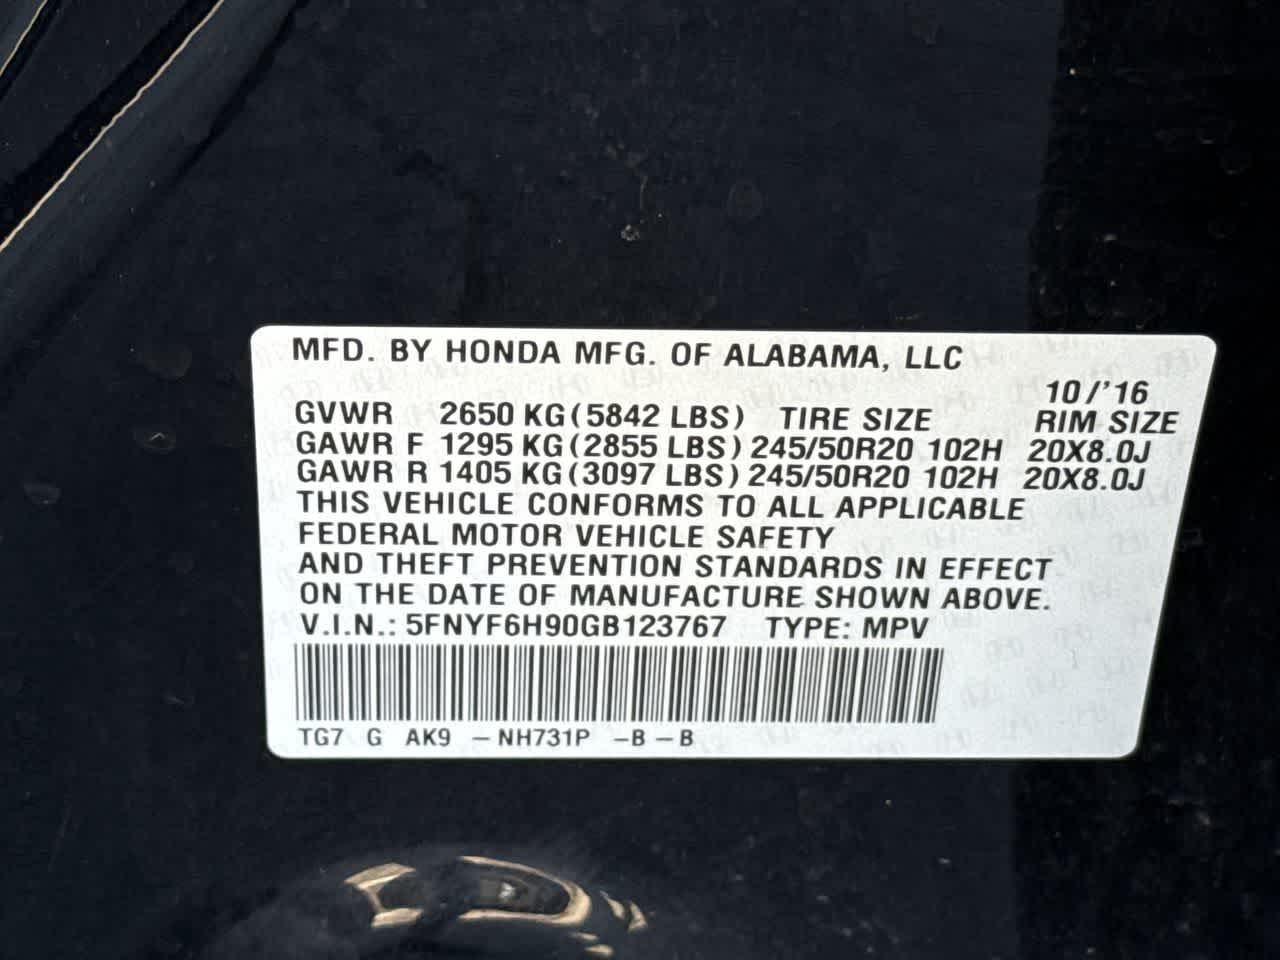 MFD. BY HONDA MFG. OF ALABAMA, LLC
10/'16
GVWR 2650 KG(5842 LBS) TIRE SIZE RIM SIZE
GAWR F 1295 KG(2855 LBS) 245/50R20 102H 20X8.0J
GAWR R 1405 KG(3097 LBS) 245/50R20 102H 20X8.0J
THIS VEHICLE CONFORMS TO ALL APPLICABLE
FEDERAL MOTOR VEHICLE SAFETY
AND THEFT PREVENTION STANDARDS IN EFFECT
ON THE DATE OF MANUFACTURE SHOWN ABOVE.
V.I.N.: 5FNYF6H90GB123767 TYPE: MPV
TG7 G AK9 -NH731P -B-B